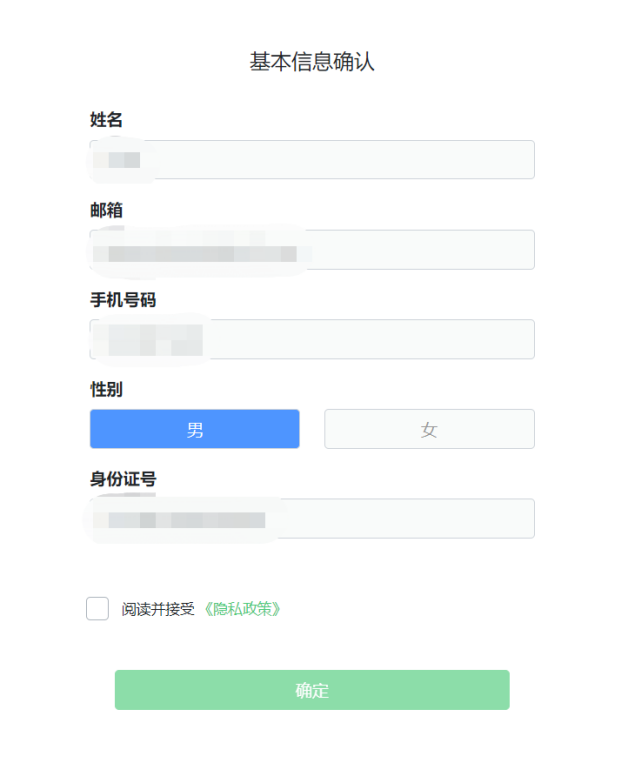 基本信息确认
姓名
邮箱
手机号码
性别
男 女
身份证号
阅读并接受《隐私政策》
确定